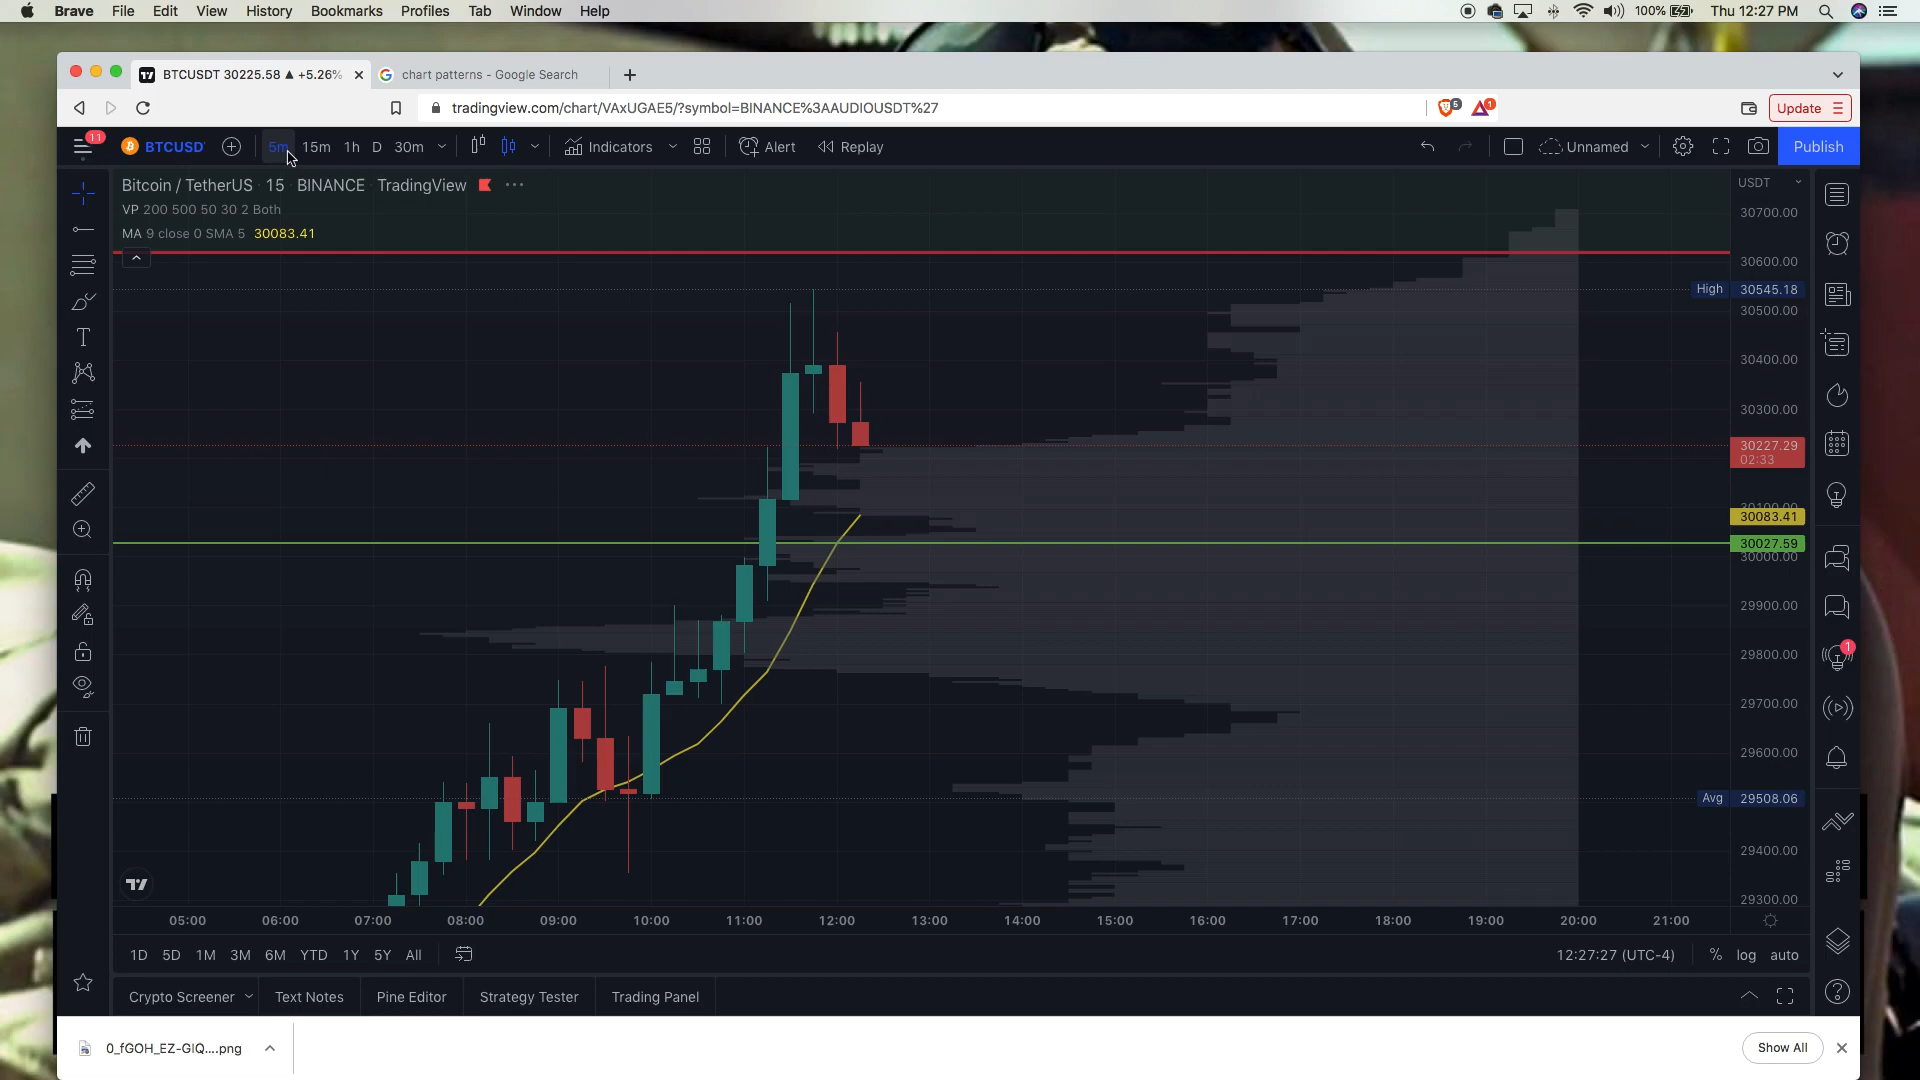 Brave File Edit View History Bookmarks Profiles Tab Window Help 100% Thu 12:27 PM
BTCUSDT 30225.58 ▲ +5.26% chart patterns - Google Search
tradingview.com/chart/VAxUGAE5/?symbol=BINANCE%3AAUDIOUSDT%27 5 1 Update
11 BTCUSD 5m 15m 1h D 30m Indicators Alert Replay Unnamed Publish
Bitcoin / TetherUS · 15 · BINANCE · TradingView
VP 200 500 50 30 2 Both
MA 9 close 0 SMA 5 30083.41
USDT
30700.00
30600.00
High 30545.18
30500.00
30400.00
30300.00
30227.29
02:33
30100.00
30083.41
30027.59
30000.00
29900.00
29800.00
1
29700.00
29600.00
Avg 29508.06
29400.00
29300.00
05:00 06:00 07:00 08:00 09:00 10:00 11:00 12:00 13:00 14:00 15:00 16:00 17:00 18:00 19:00 20:00 21:00
1D 5D 1M 3M 6M YTD 1Y 5Y All 12:27:27 (UTC-4) % log auto
Crypto Screener Text Notes Pine Editor Strategy Tester Trading Panel
0_fGOH_EZ-GIQ....png Show All